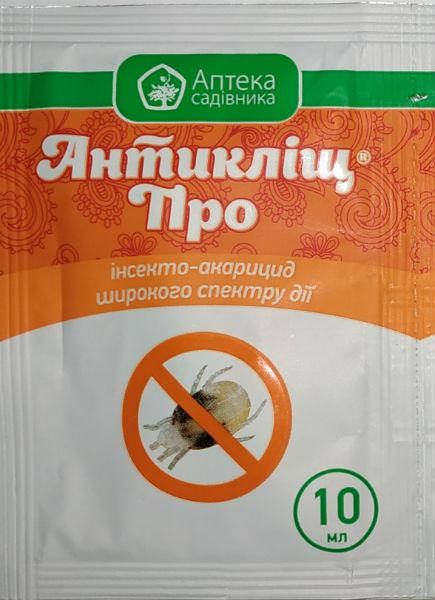 Аптека
садівника
Антикліщ®
Про
інсекто-акарицид
широкого спектру дії
10
мл